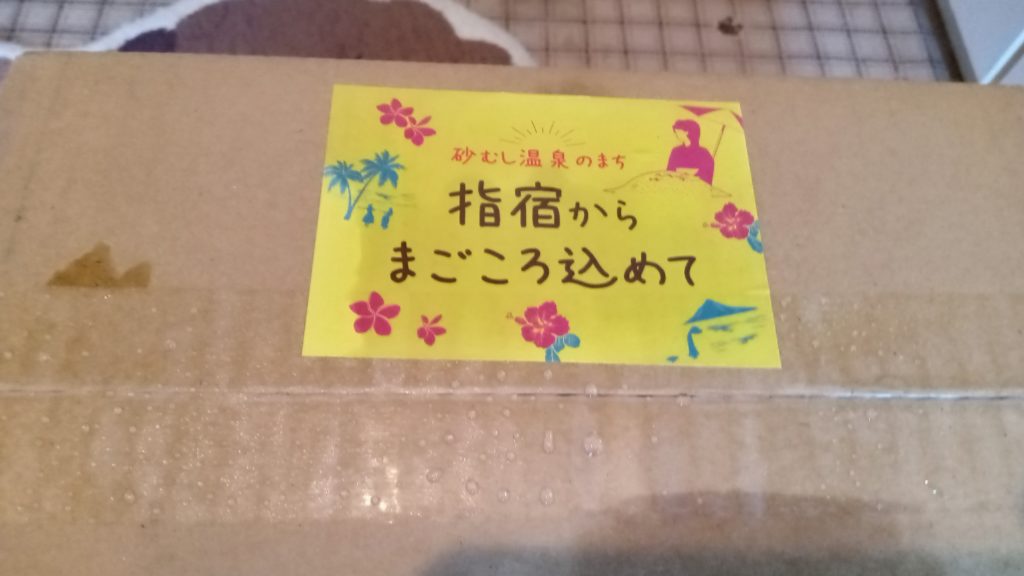 砂むし温泉のまち
指宿から
まごころ込めて